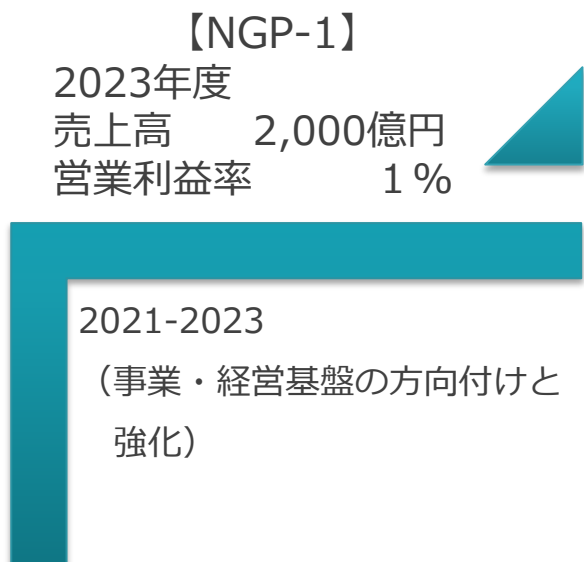 【NGP-1】
2023年度
売上高　　2,000億円
営業利益率　　　１％
2021-2023
（事業・経営基盤の方向付けと
強化）